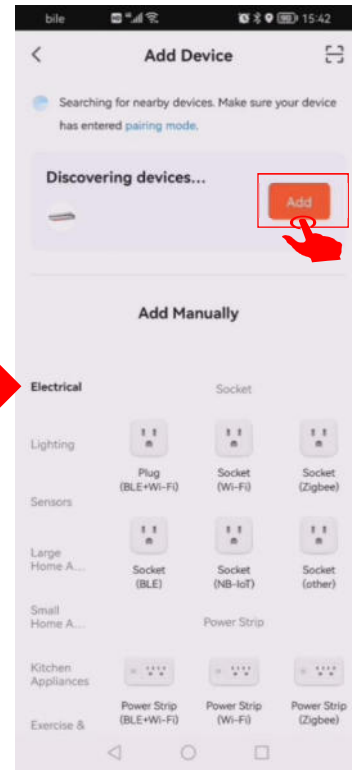 bile
15:42
Add Device
Searching for nearby devices. Make sure your device
has entered pairing mode.
Discovering devices...
Add
Add Manually
Electrical
Socket
Lighting
Plug
(BLE+Wi-Fi)
Socket
(Wi-Fi)
Socket
(Zigbee)
Sensors
Large
Home A...
Socket
(BLE)
Socket
(NB-IoT)
Socket
(other)
Small
Home A...
Power Strip
Kitchen
Appliances
Power Strip
(BLE+Wi-Fi)
Power Strip
(Wi-Fi)
Power Strip
(Zigbee)
Exercise &